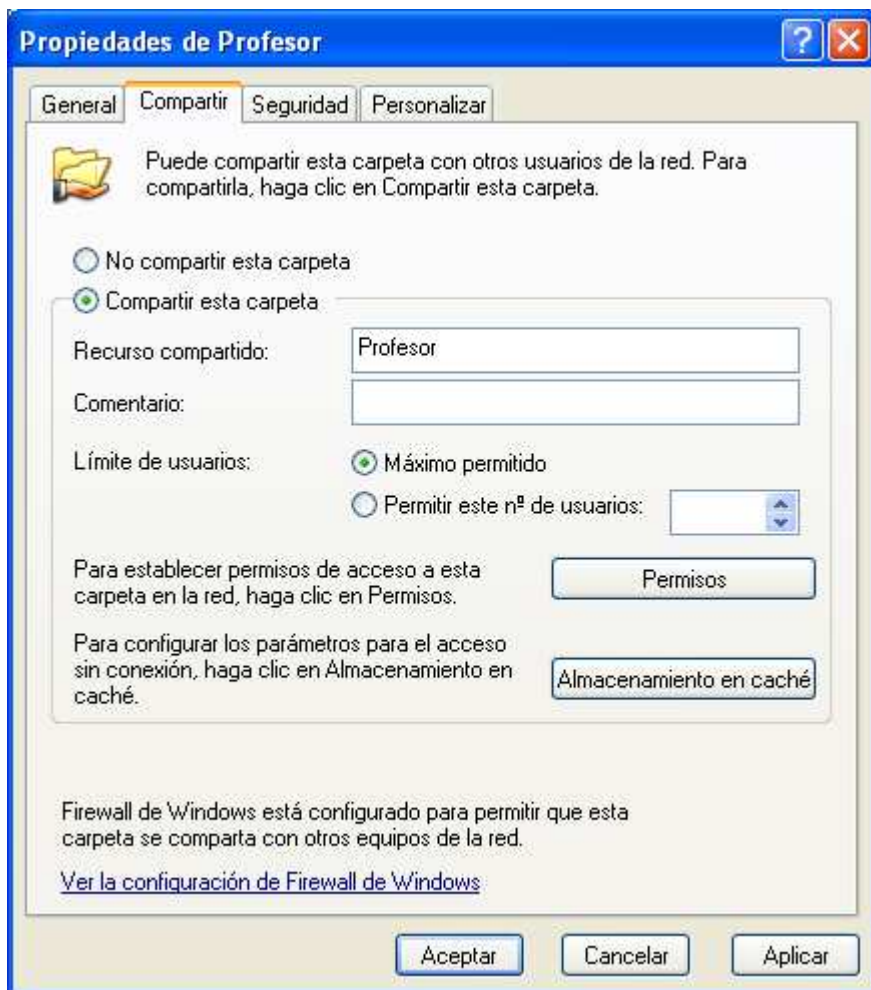 Propiedades de Profesor
General Compartir Seguridad Personalizar
Puede compartir esta carpeta con otros usuarios de la red. Para
compartirla, haga clic en Compartir esta carpeta.
No compartir esta carpeta
Compartir esta carpeta
Recurso compartido: Profesor
Comentario:
Límite de usuarios: Máximo permitido
Permitir este nº de usuarios:
Para establecer permisos de acceso a esta
carpeta en la red, haga clic en Permisos.
Permisos
Para configurar los parámetros para el acceso
sin conexión, haga clic en Almacenamiento en
caché.
Almacenamiento en caché
Firewall de Windows está configurado para permitir que esta
carpeta se comparta con otros equipos de la red.
Ver la configuración de Firewall de Windows
Aceptar Cancelar Aplicar